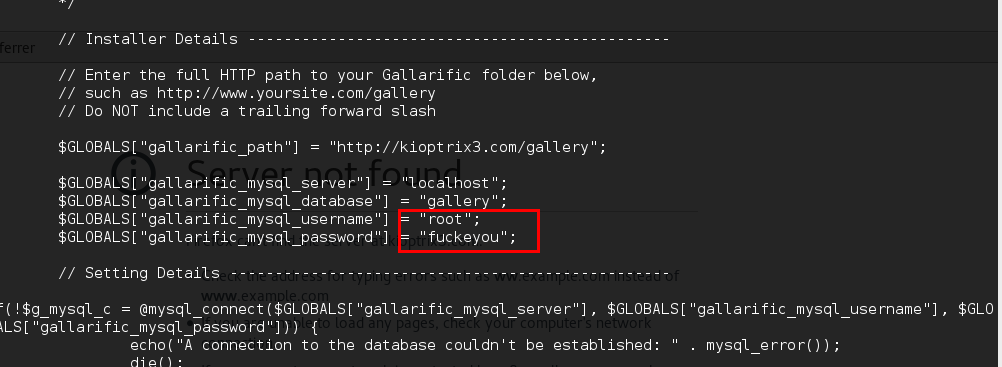 */
// Installer Details -----------------------------------------------
ferrer
// Enter the full HTTP path to your Gallarific folder below,
// such as http://www.yoursite.com/gallery
// Do NOT include a trailing forward slash
$GLOBALS["gallarific_path"] = "http://kioptrix3.com/gallery";
Server not found
$GLOBALS["gallarific_mysql_server"] = "localhost";
$GLOBALS["gallarific_mysql_database"] = "gallery";
$GLOBALS["gallarific_mysql_username"] = "root";
$GLOBALS["gallarific_mysql_password"] = "fuckeyou";
// Setting Details -------------------------------------------------
Check the address for typing errors such as ww.example.com instead of
www.example.com
f(!$g_mysql_c = @mysql_connect($GLOBALS["gallarific_mysql_server"], $GLOBALS["gallarific_mysql_username"], $GLO
ALS["gallarific_mysql_password"])) {
to load any pages, check your computer's network
echo("A connection to the database couldn't be established: " . mysql_error());
die();